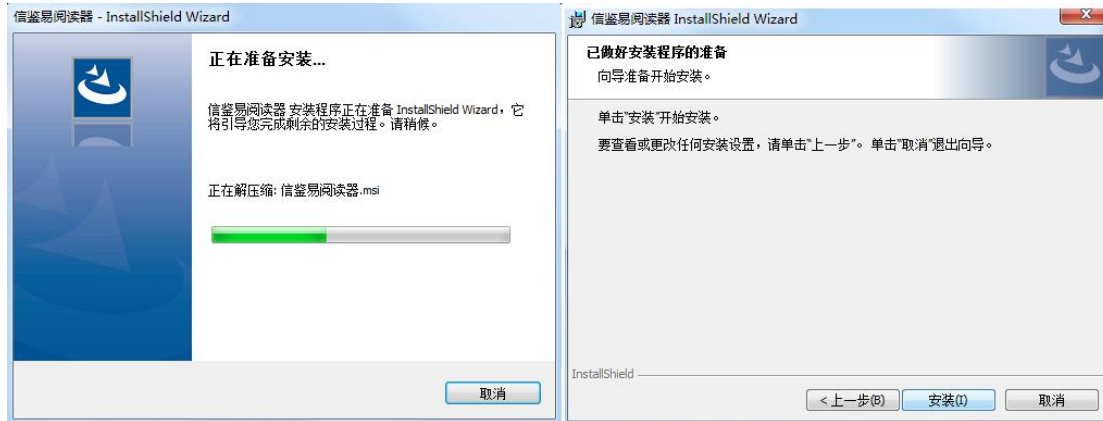 信鉴易阅读器 - InstallShield Wizard
正在准备安装...
信鉴易阅读器 安装程序正在准备 InstallShield Wizard，它
将引导您完成剩余的安装过程。请稍候。
正在解压缩: 信鉴易阅读器.msi
取消
信鉴易阅读器 InstallShield Wizard
已做好安装程序的准备
向导准备开始安装。
单击"安装"开始安装。
要查看或更改任何安装设置，请单击"上一步"。单击"取消"退出向导。
InstallShield
<上一步(B)
安装(I)
取消